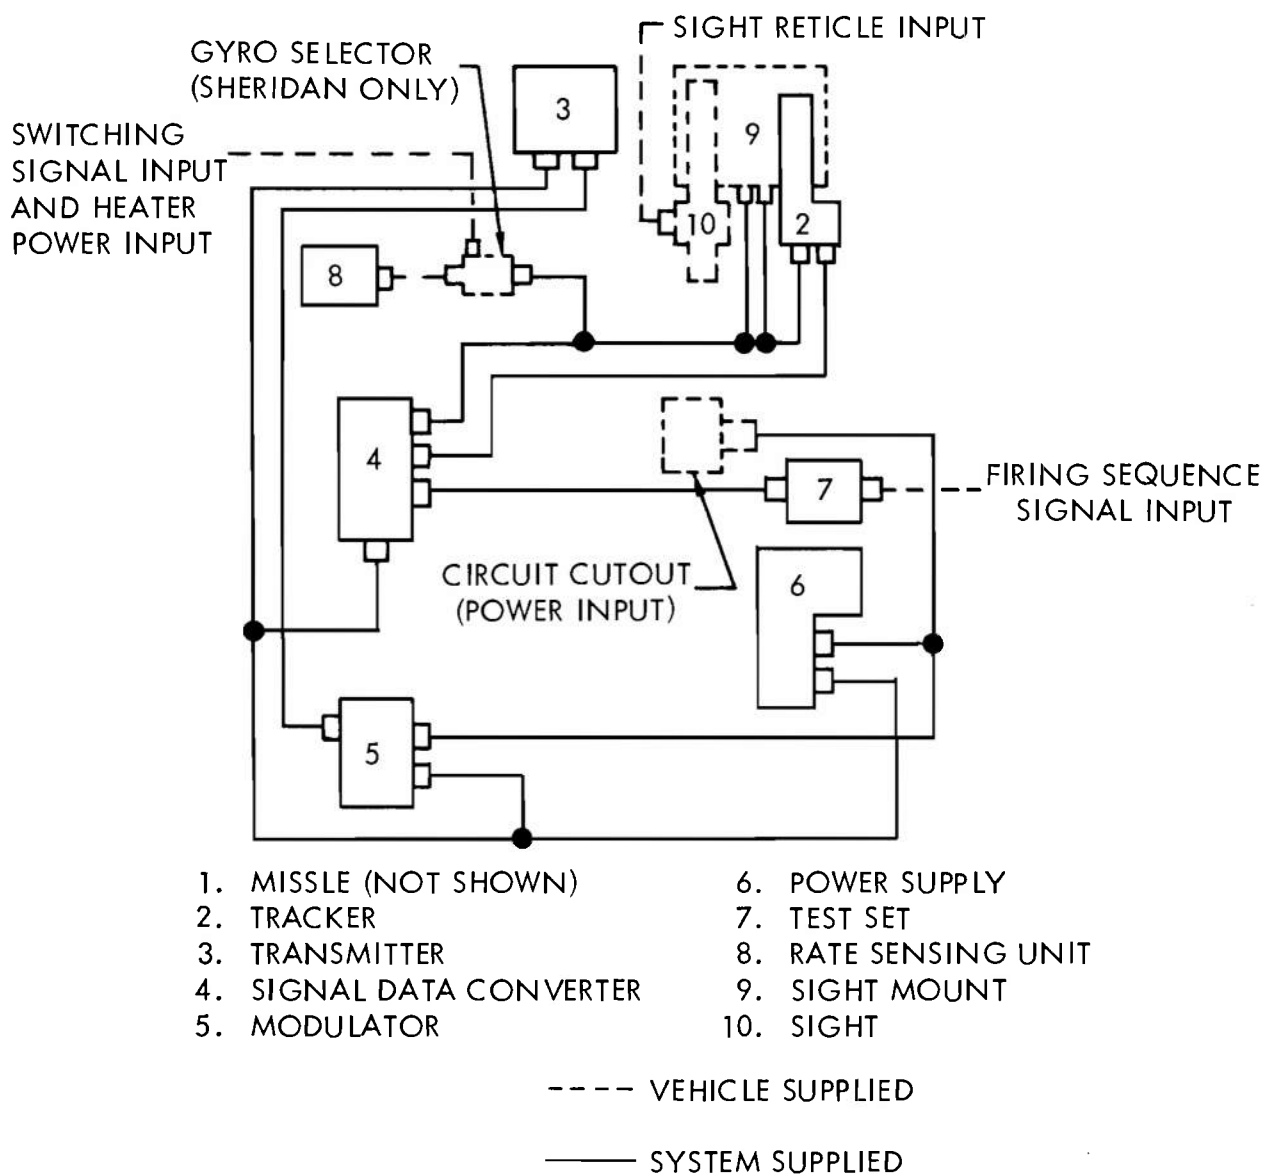 SIGHT RETICLE INPUT
GYRO SELECTOR
(SHERIDAN ONLY)
SWITCHING
SIGNAL INPUT
AND HEATER
POWER INPUT
3
9
10
2
8
4
7
FIRING SEQUENCE
SIGNAL INPUT
CIRCUIT CUTOUT
(POWER INPUT)
6
5
1. MISSLE (NOT SHOWN)
2. TRACKER
3. TRANSMITTER
4. SIGNAL DATA CONVERTER
5. MODULATOR
6. POWER SUPPLY
7. TEST SET
8. RATE SENSING UNIT
9. SIGHT MOUNT
10. SIGHT
---- VEHICLE SUPPLIED
—— SYSTEM SUPPLIED